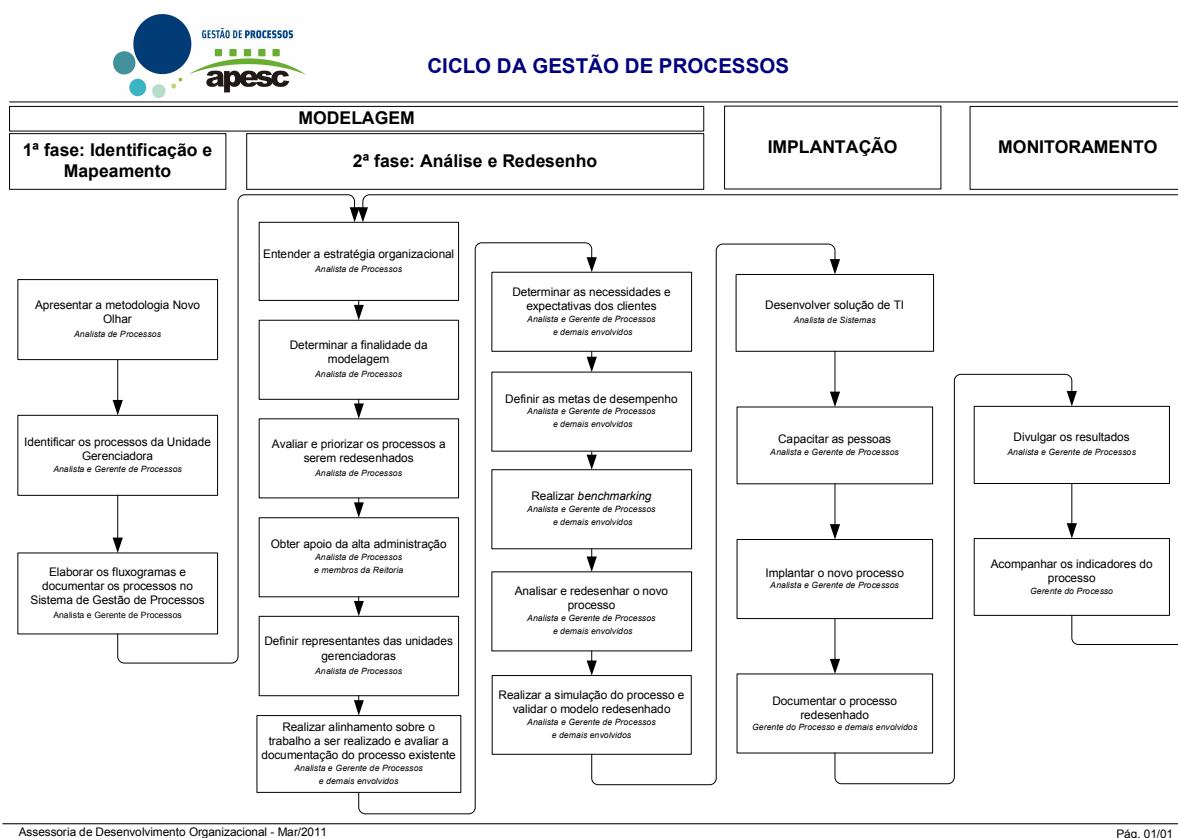 GESTÃO DE PROCESSOS
apesc
CICLO DA GESTÃO DE PROCESSOS
MODELAGEM
1ª fase: Identificação e
Mapeamento
2ª fase: Análise e Redesenho
IMPLANTAÇÃO
MONITORAMENTO
Apresentar a metodologia Novo
Olhar
Analista de Processos
Identificar os processos da Unidade
Gerenciadora
Analista e Gerente de Processos
Elaborar os fluxogramas e
documentar os processos no
Sistema de Gestão de Processos
Analista e Gerente de Processos
Entender a estratégia organizacional
Analista de Processos
Determinar a finalidade da
modelagem
Analista de Processos
Avaliar e priorizar os processos a
serem redesenhados
Analista de Processos
Obter apoio da alta administração
Analista de Processos
e membros da Reitoria
Definir representantes das unidades
gerenciadoras
Analista de Processos
Realizar alinhamento sobre o
trabalho a ser realizado e avaliar a
documentação do processo existente
Analista e Gerente de Processos
e demais envolvidos
Determinar as necessidades e
expectativas dos clientes
Analista e Gerente de Processos
e demais envolvidos
Definir as metas de desempenho
Analista e Gerente de Processos
e demais envolvidos
Realizar benchmarking
Analista e Gerente de Processos
e demais envolvidos
Analisar e redesenhar o novo
processo
Analista e Gerente de Processos
e demais envolvidos
Realizar a simulação do processo e
validar o modelo redesenhado
Analista e Gerente de Processos
e demais envolvidos
Desenvolver solução de TI
Analista de Sistemas
Capacitar as pessoas
Analista e Gerente de Processos
Implantar o novo processo
Analista e Gerente de Processos
Documentar o processo
redesenhado
Gerente do Processo e demais envolvidos
Divulgar os resultados
Analista e Gerente de Processos
Acompanhar os indicadores do
processo
Gerente do Processo
Assessoria de Desenvolvimento Organizacional - Mar/2011
Pág. 01/01